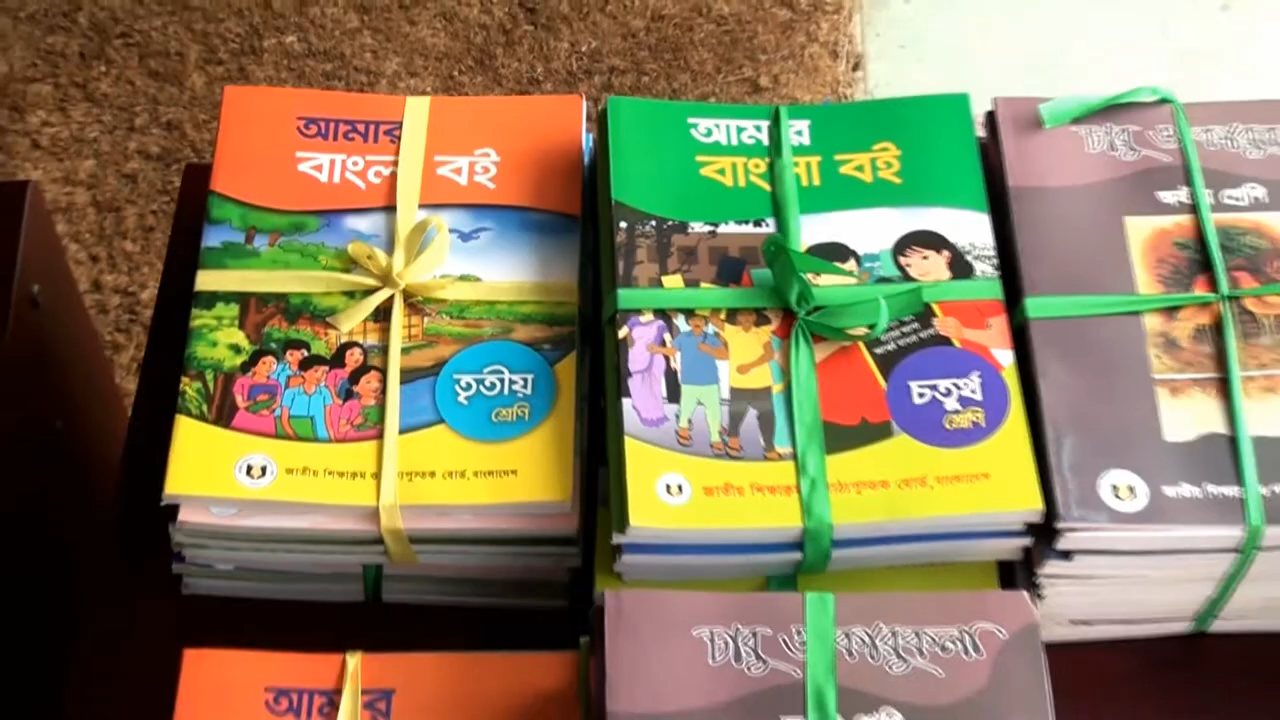 আমার
বাংলা বই
তৃতীয়
শ্রেণি
জাতীয় শিক্ষাক্রম ও পাঠ্যপুস্তক বোর্ড, বাংলাদেশ
আমার
বাংলা বই
চতুর্থ
শ্রেণি
জাতীয় শিক্ষাক্রম ও পাঠ্যপুস্তক বোর্ড, বাংলাদেশ
চারু ও কারুকলা
শ্রেণি
জাতীয়
চারু ও কারুকলা
আমার